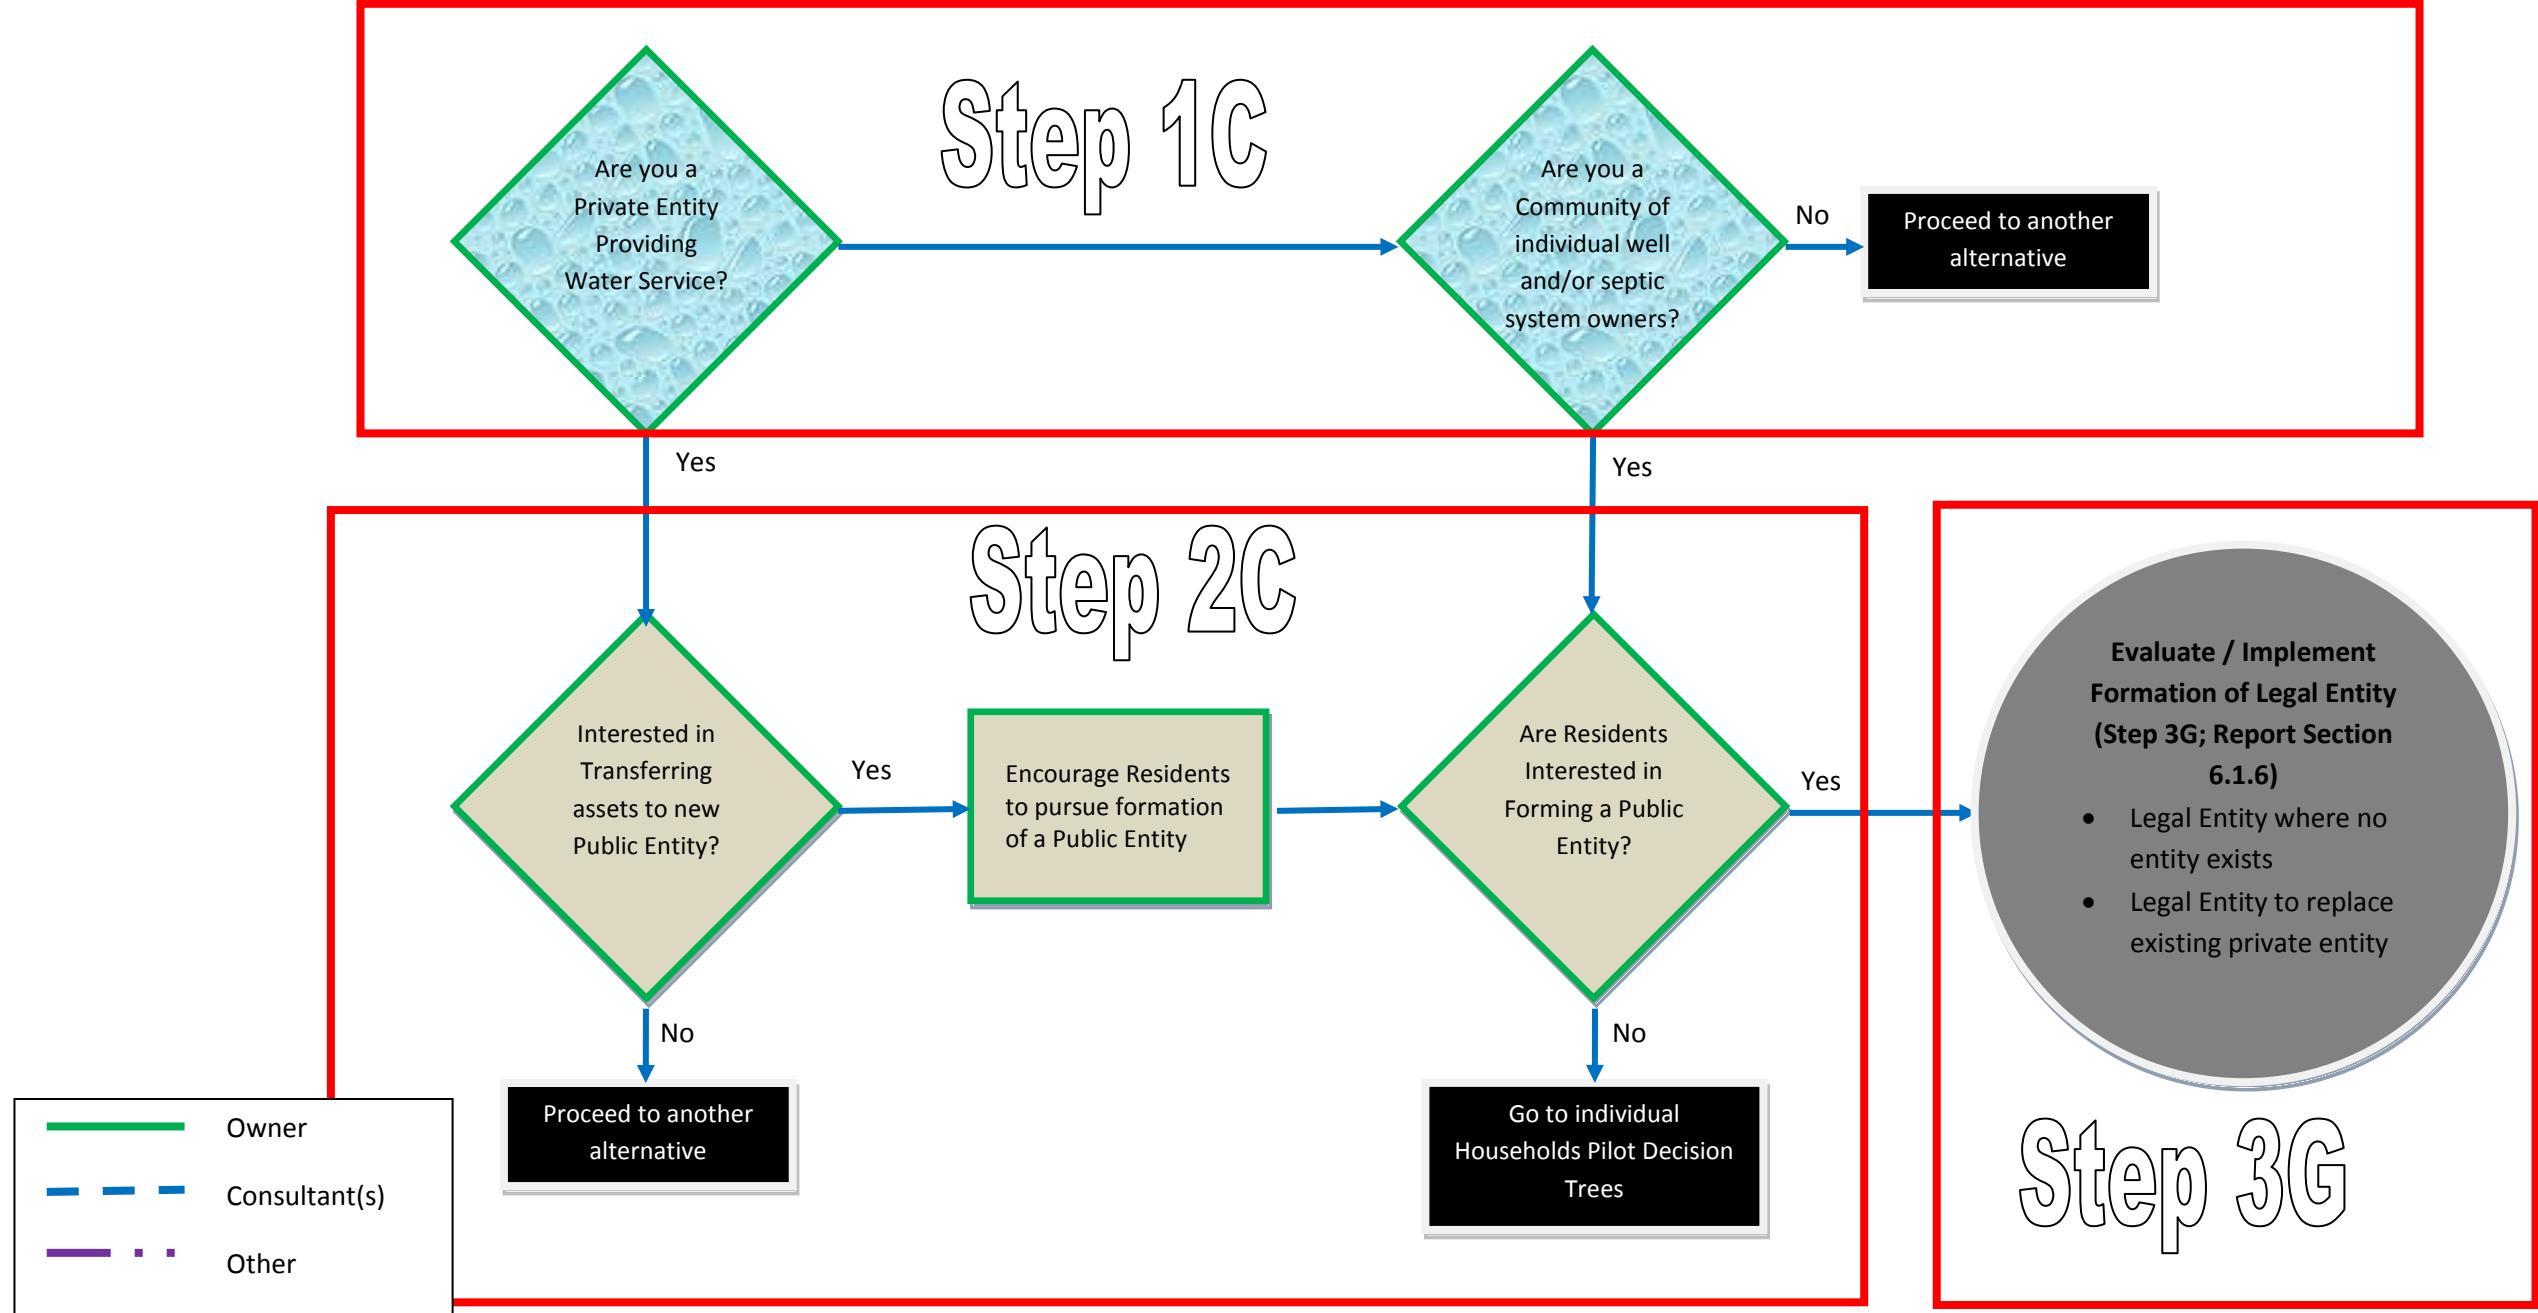 Step 1C
Are you a
Private Entity
Providing
Water Service?
Are you a
Community of
individual well
and/or septic
system owners?
No
Proceed to another
alternative
Yes
Yes
Step 2C
Interested in
Transferring
assets to new
Public Entity?
Yes
Encourage Residents
to pursue formation
of a Public Entity
Are Residents
Interested in
Forming a Public
Entity?
Yes
Evaluate / Implement
Formation of Legal Entity
(Step 3G; Report Section
6.1.6)
• Legal Entity where no
entity exists
• Legal Entity to replace
existing private entity
No
No
Proceed to another
alternative
Go to individual
Households Pilot Decision
Trees
Step 3G
Owner
Consultant(s)
Other